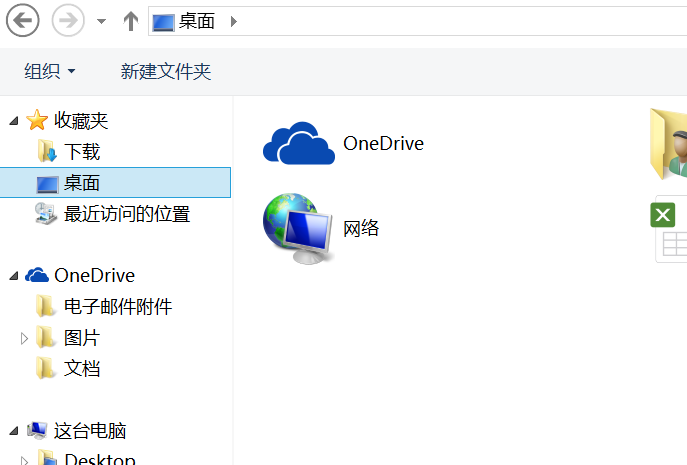 桌面
组织 新建文件夹
收藏夹
下载
桌面
最近访问的位置
OneDrive
电子邮件附件
图片
文档
这台电脑
Desktop
OneDrive
网络